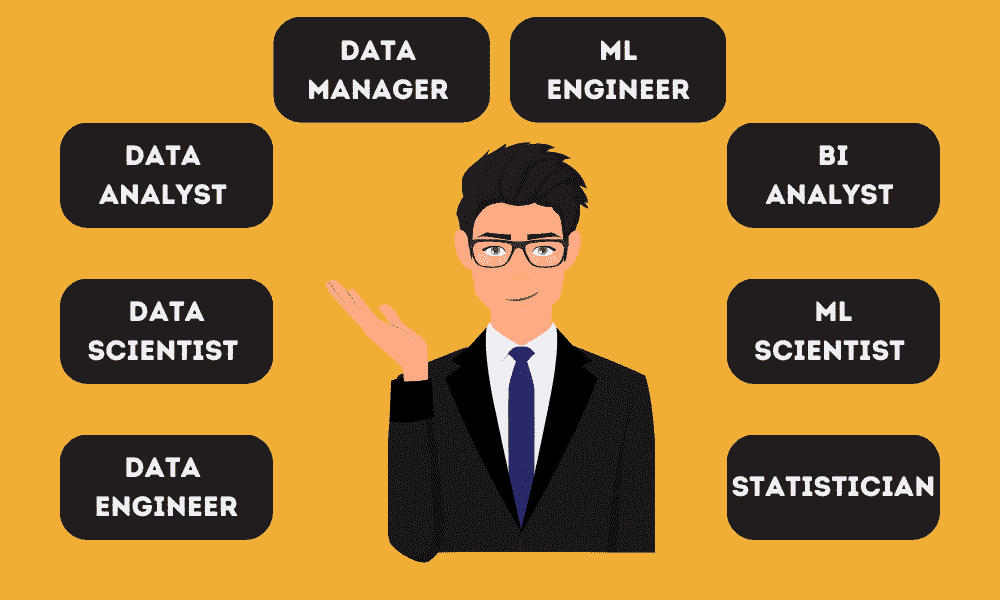 DATA
MANAGER
ML
ENGINEER
DATA
ANALYST
BI
ANALYST
DATA
SCIENTIST
ML
SCIENTIST
DATA
ENGINEER
STATISTICIAN